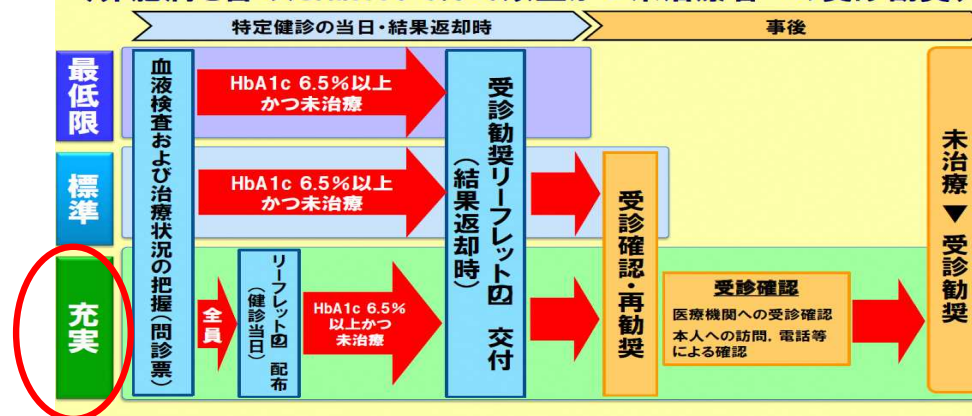 特定健診の当日・結果返却時
事後
最低限
標準
充実
血液検査および治療状況の把握(問診票)
HbA1c 6.5%以上
かつ未治療
HbA1c 6.5%以上
かつ未治療
全員
リーフレット❶の 配布
(健診当日)
HbA1c 6.5%
以上かつ
未治療
受診勧奨リーフレット❷の 交付
(結果返却時)
受診確認・再勧奨
受診確認
医療機関への受診確認
本人への訪問, 電話等
による確認
未治療▼受診勧奨